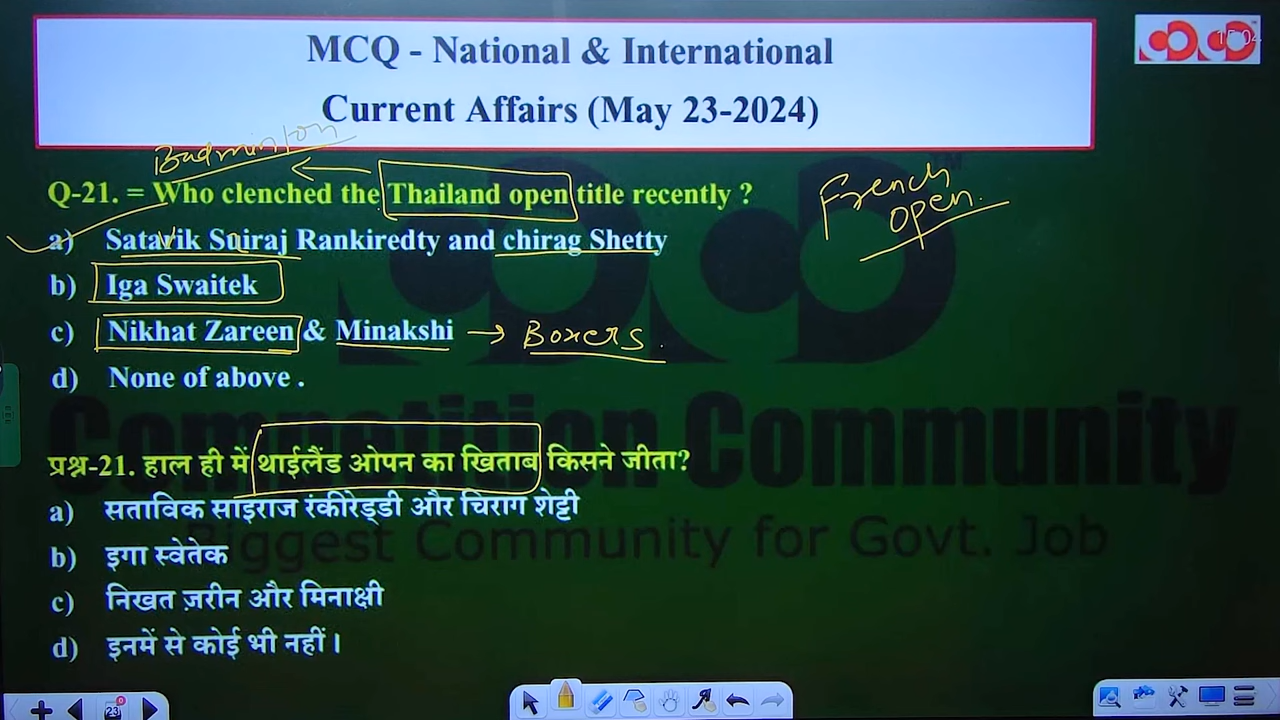 MCQ - National & International
Current Affairs (May 23-2024)
Badminton
Q-21. = Who clenched the Thailand open title recently ?
French
open.
a) Satavik Sairaj Rankiredty and chirag Shetty
b) Iga Swaitek
c) Nikhat Zareen & Minakshi → Boxers.
d) None of above .
Competition Community
प्रश्न-21. हाल ही में थाईलैंड ओपन का खिताब किसने जीता?
a) सताविक साइराज रंकीरेड्डी और चिराग शेट्टी
Biggest Community for Govt. Job
b) इगा स्वेतेक
c) निखत ज़रीन और मिनाक्षी
d) इनमें से कोई भी नहीं।
23